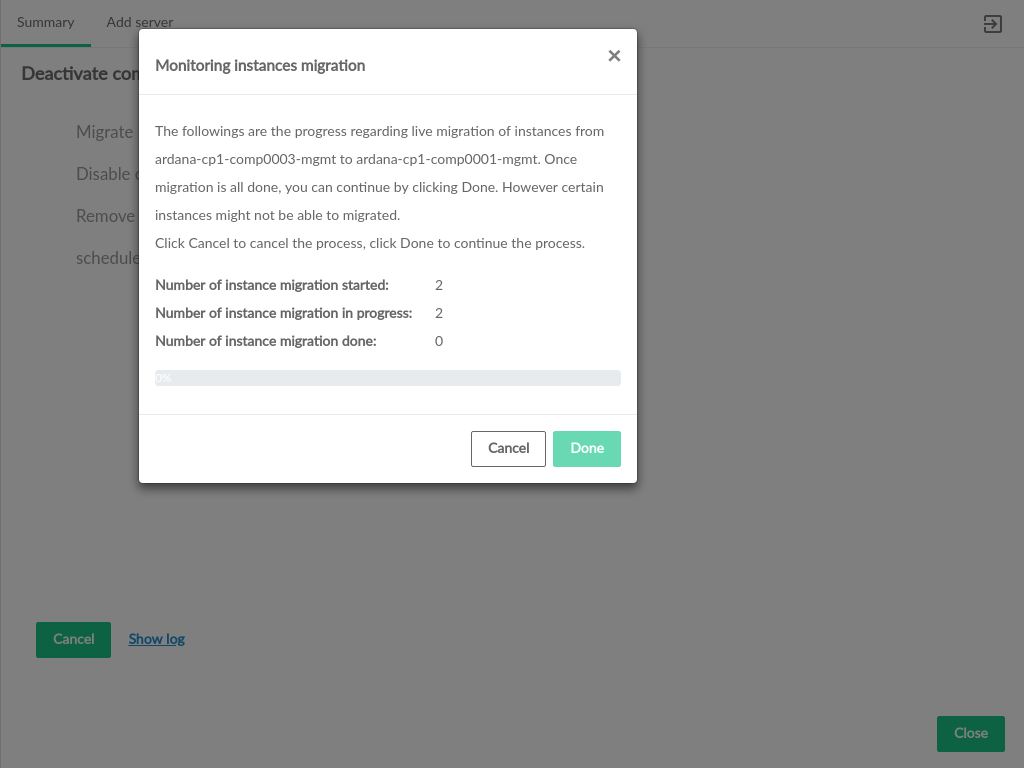 Summary
Add server
Monitoring instances migration
Deactivate
Migrate
Disable
Remove
The followings are the progress regarding live migration of instances from
ardana-cp1-comp0003-mgmt to ardana-cp1-comp0001-mgmt. Once
migration is all done, you can continue by clicking Done. However certain
instances might not be able to migrated.
Click Cancel to cancel the process, click Done to continue the process.
Number of instance migration started: 2
Number of instance migration in progress: 2
Number of instance migration done: 0
0%
Cancel
Done
Cancel
Show log
Close